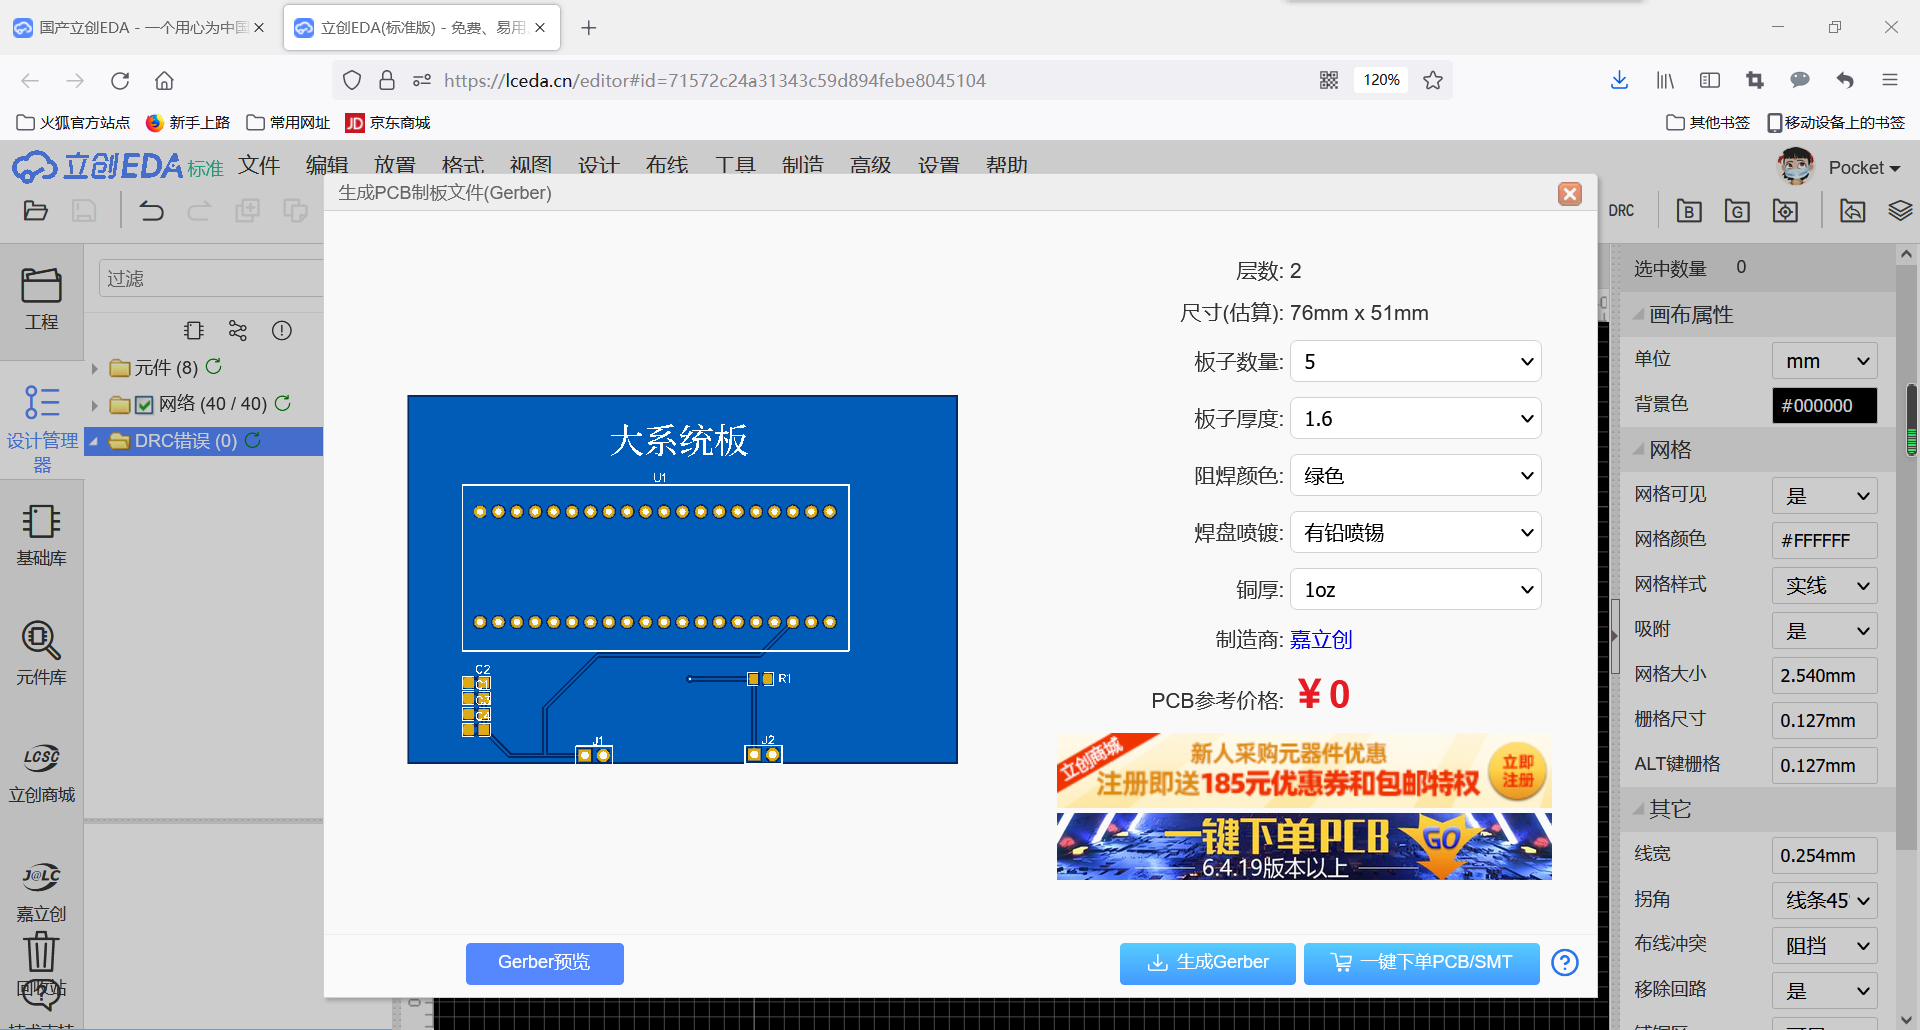 国产立创EDA - 一个用心为中国
立创EDA(标准版) - 免费、易用
https://lceda.cn/editor#id=71572c24a31343c59d894febe8045104
120%
火狐官方站点
新手上路
常用网址
JD 京东商城
其他书签
移动设备上的书签
立创EDA 标准
文件
编辑
放置
格式
视图
设计
布线
工具
制造
高级
设置
帮助
Pocket
DRC
B
G
生成PCB制板文件(Gerber)
工程
设计管理器
基础库
元件库
LCSC
立创商城
J@LC
嘉立创
回收站
过滤
元件 (8)
网络 (40 / 40)
DRC错误 (0)
大系统板
U1
C2
C1
C3
C4
R1
J1
J2
层数: 2
尺寸(估算): 76mm x 51mm
板子数量: 5
板子厚度: 1.6
阻焊颜色: 绿色
焊盘喷镀: 有铅喷锡
铜厚: 1oz
制造商: 嘉立创
PCB参考价格: ¥ 0
立创商城
新人采购元器件优惠
注册即送185元优惠券和包邮特权
立即
注册
一键下单PCB
GO
6.4.19版本以上
Gerber预览
生成Gerber
一键下单PCB/SMT
选中数量 0
画布属性
单位 mm
背景色 #000000
网格
网格可见 是
网格颜色 #FFFFFF
网格样式 实线
吸附 是
网格大小 2.540mm
栅格尺寸 0.127mm
ALT键栅格 0.127mm
其它
线宽 0.254mm
拐角 线条45°
布线冲突 阻挡
移除回路 是